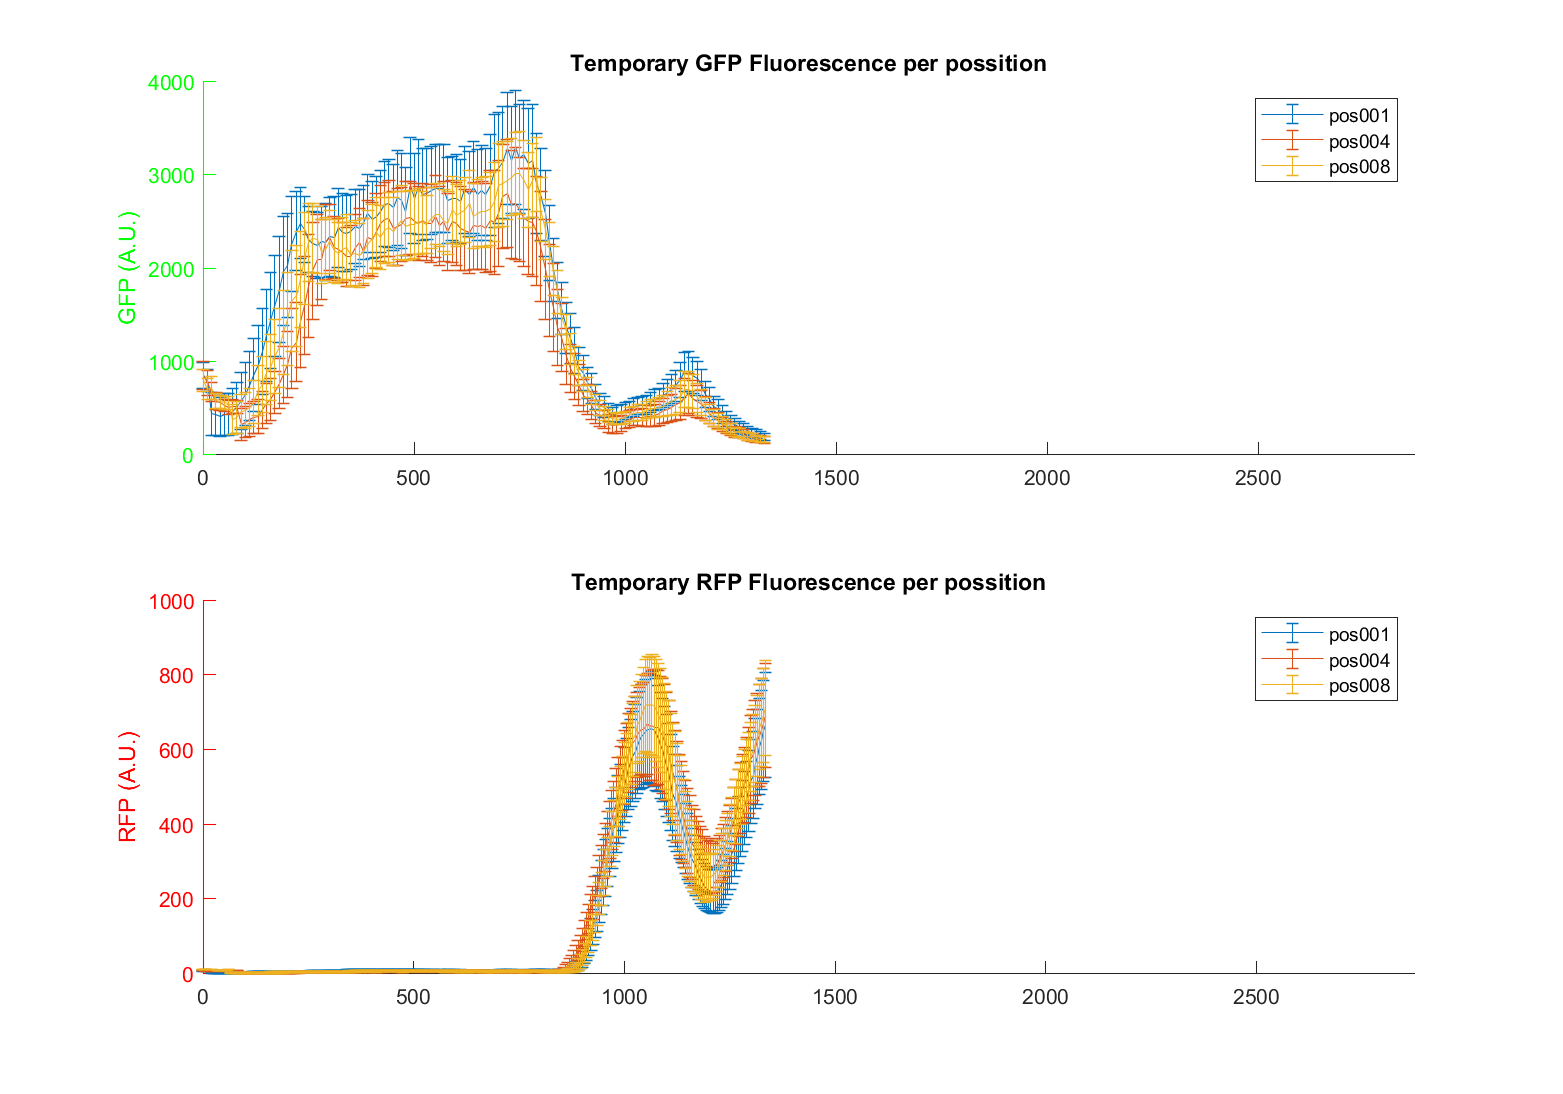 Temporary GFP Fluorescence per possition
4000
3000
2000
1000
0
GFP (A.U.)
0 500 1000 1500 2000 2500
pos001
pos004
pos008
Temporary RFP Fluorescence per possition
1000
800
600
400
200
0
RFP (A.U.)
0 500 1000 1500 2000 2500
pos001
pos004
pos008